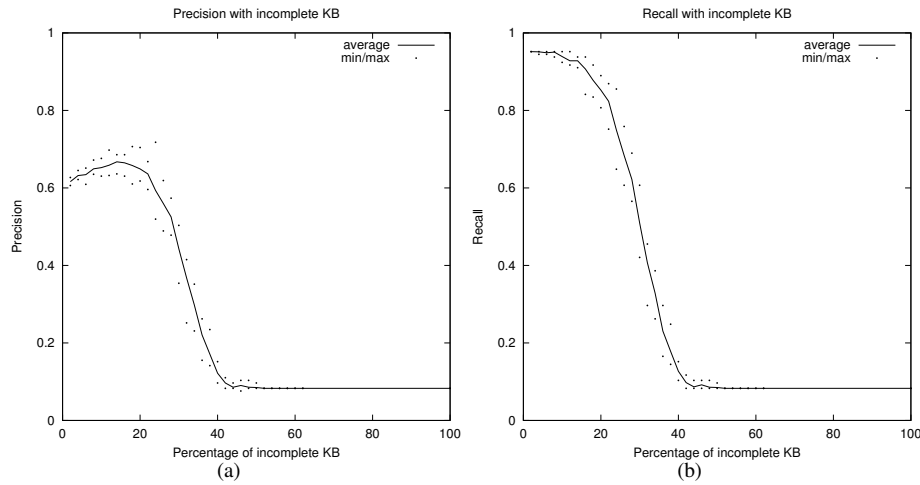 Precision with incomplete KB
1
0.8
0.6
0.4
0.2
0
0 20 40 60 80 100
Precision
Percentage of incomplete KB
average
min/max
(a)
Recall with incomplete KB
1
0.8
0.6
0.4
0.2
0
0 20 40 60 80 100
Recall
Percentage of incomplete KB
average
min/max
(b)